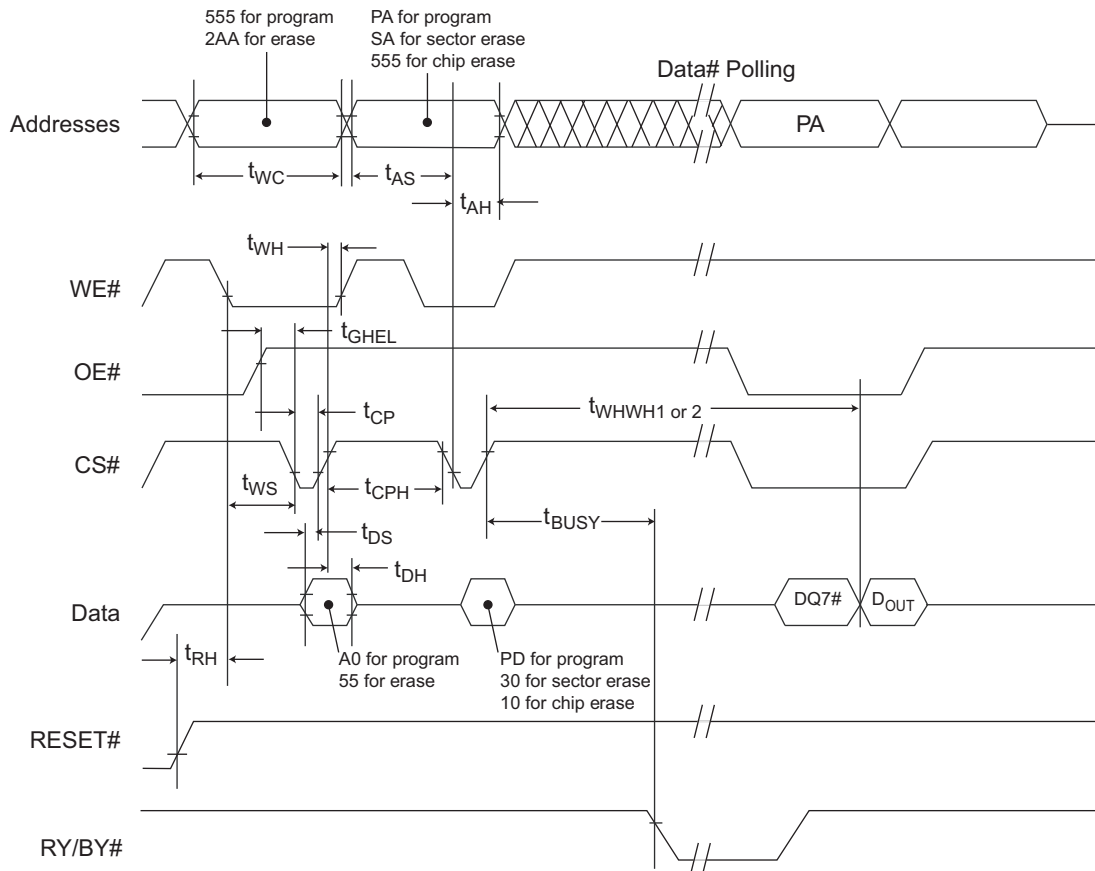 555 for program
2AA for erase
PA for program
SA for sector erase
555 for chip erase
Data# Polling
Addresses
PA
tWC
tAS
tAH
tWH
WE#
tGHEL
OE#
tWHWH1 or 2
tCP
CS#
tWS
tCPH
tBUSY
tDS
tDH
Data
DQ7#
DOUT
tRH
A0 for program
55 for erase
PD for program
30 for sector erase
10 for chip erase
RESET#
RY/BY#